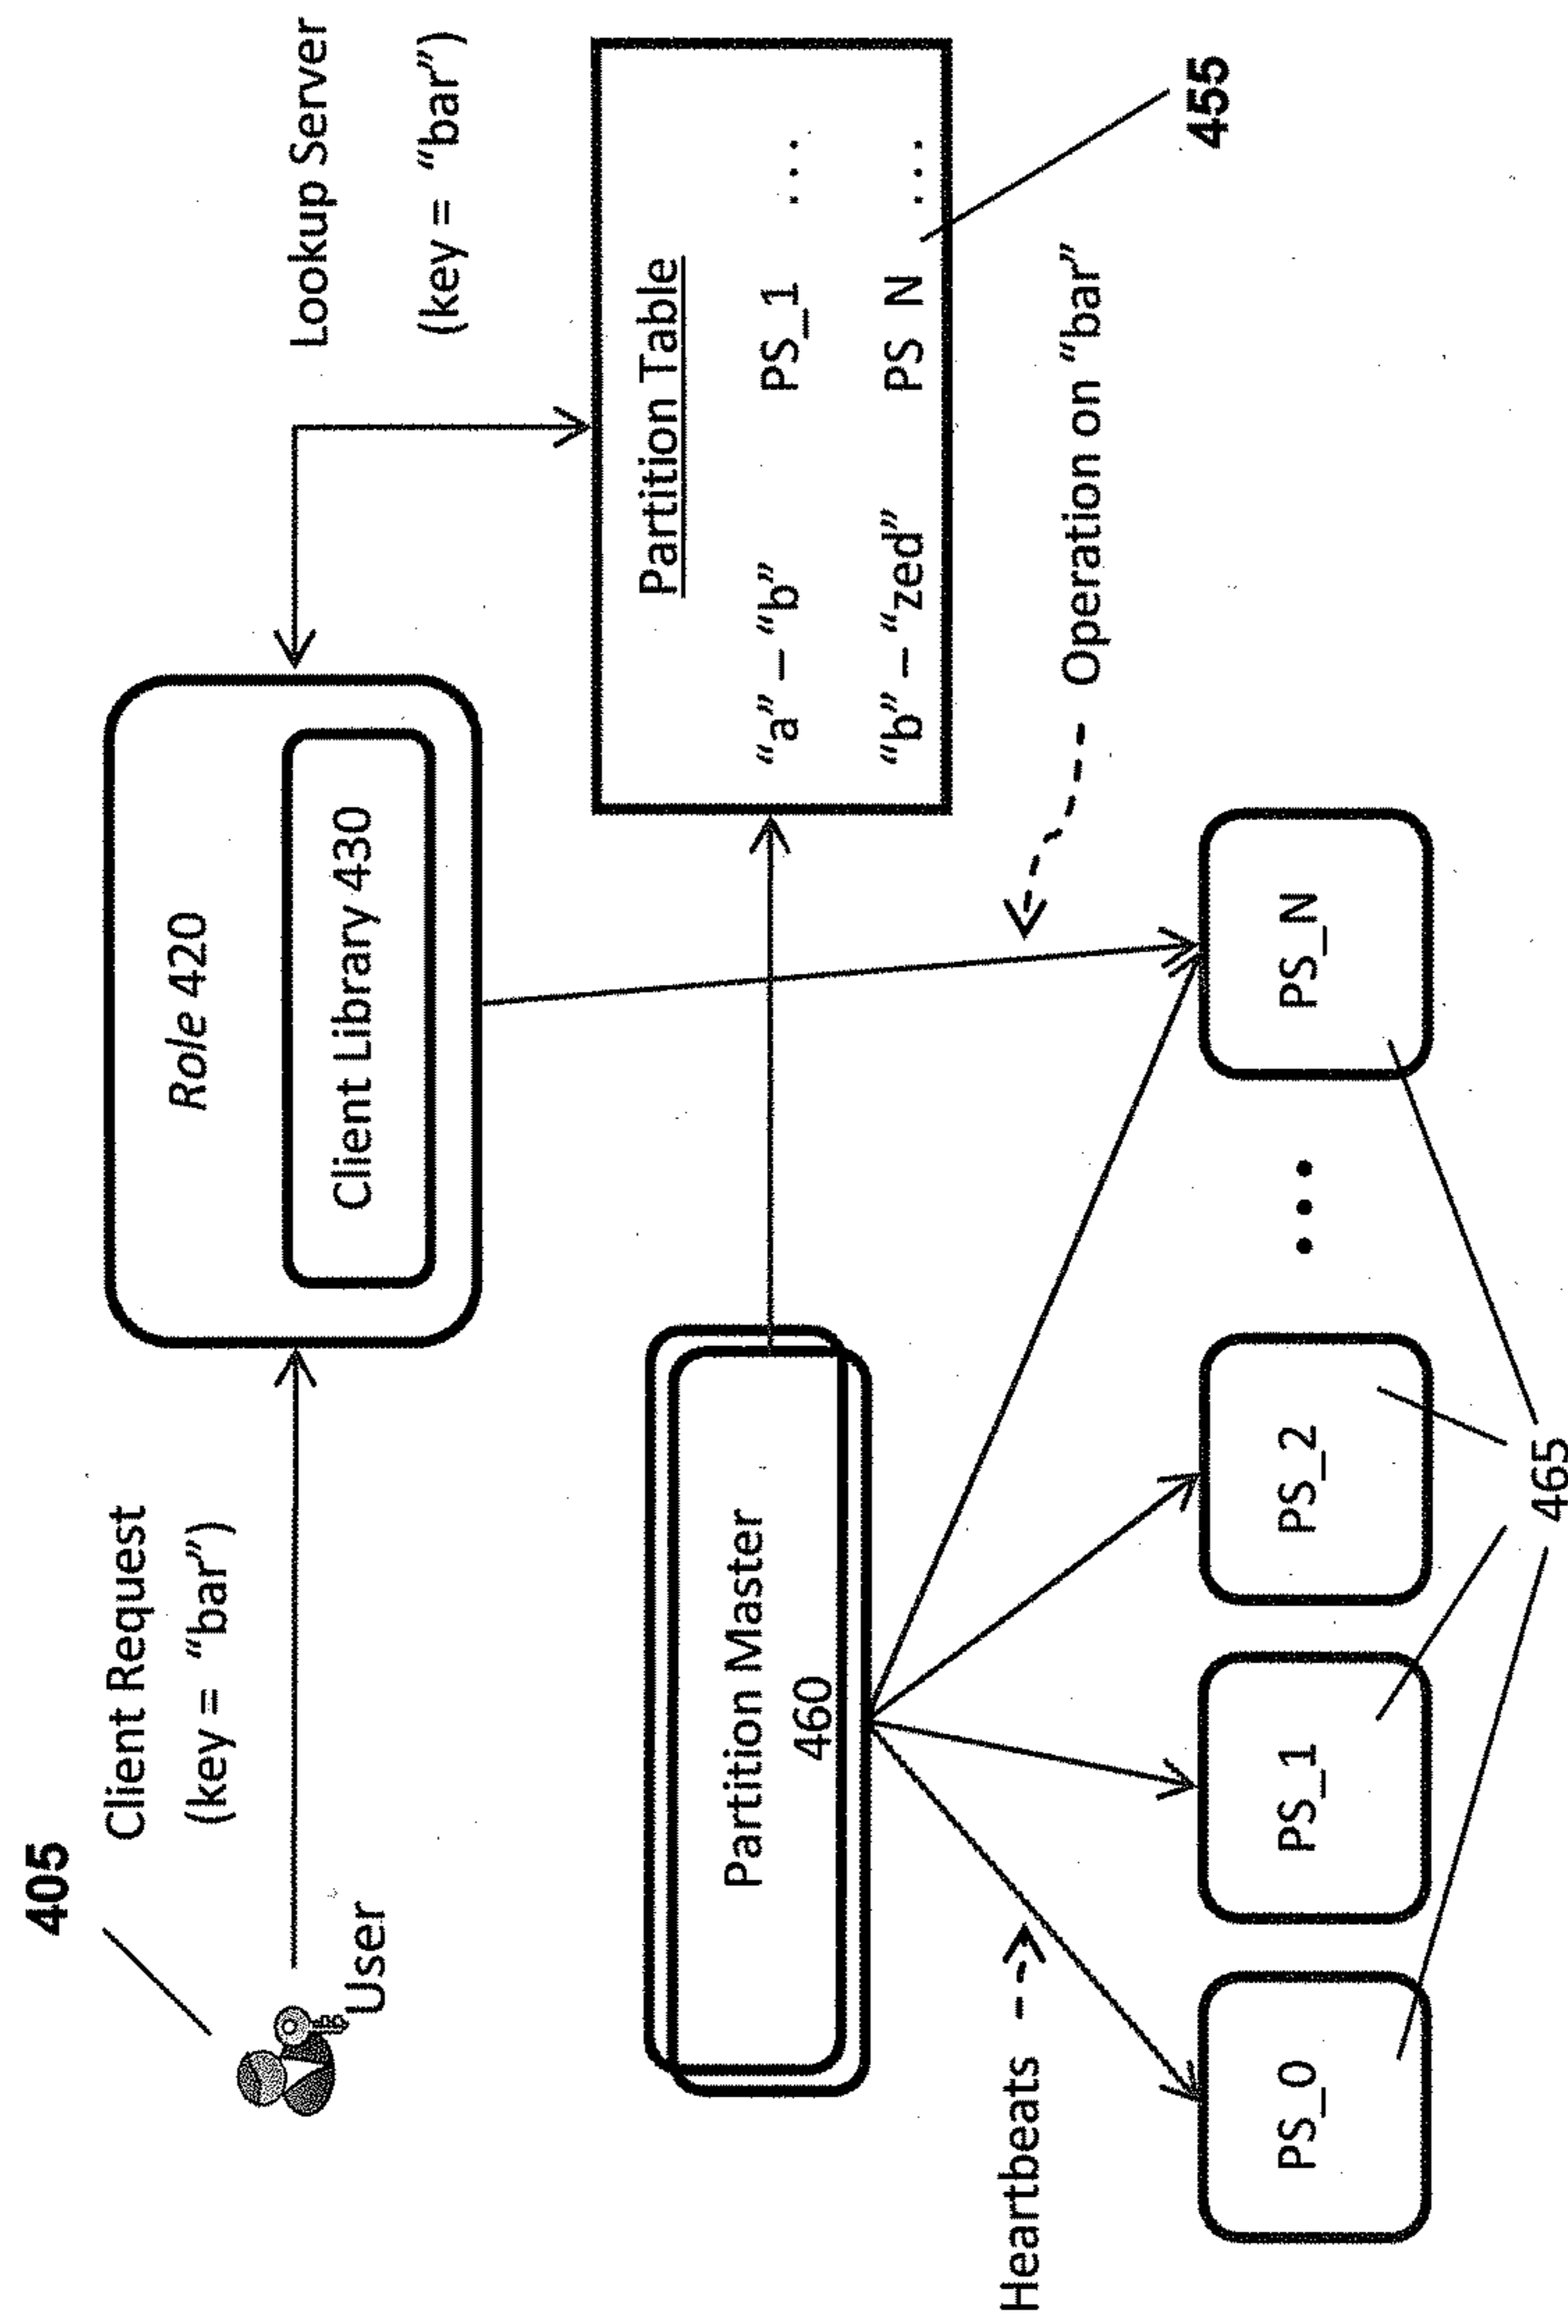 405
Client Request
(key = “bar”)
User
Role 420
Client Library 430
Lookup Server
(key = “bar”)
Partition Master
460
Partition Table
“a” – “b” PS_1 ...
“b” – “zed” PS N ...
455
Heartbeats
Operation on “bar”
PS_0
PS_1
PS_2
...
PS_N
465